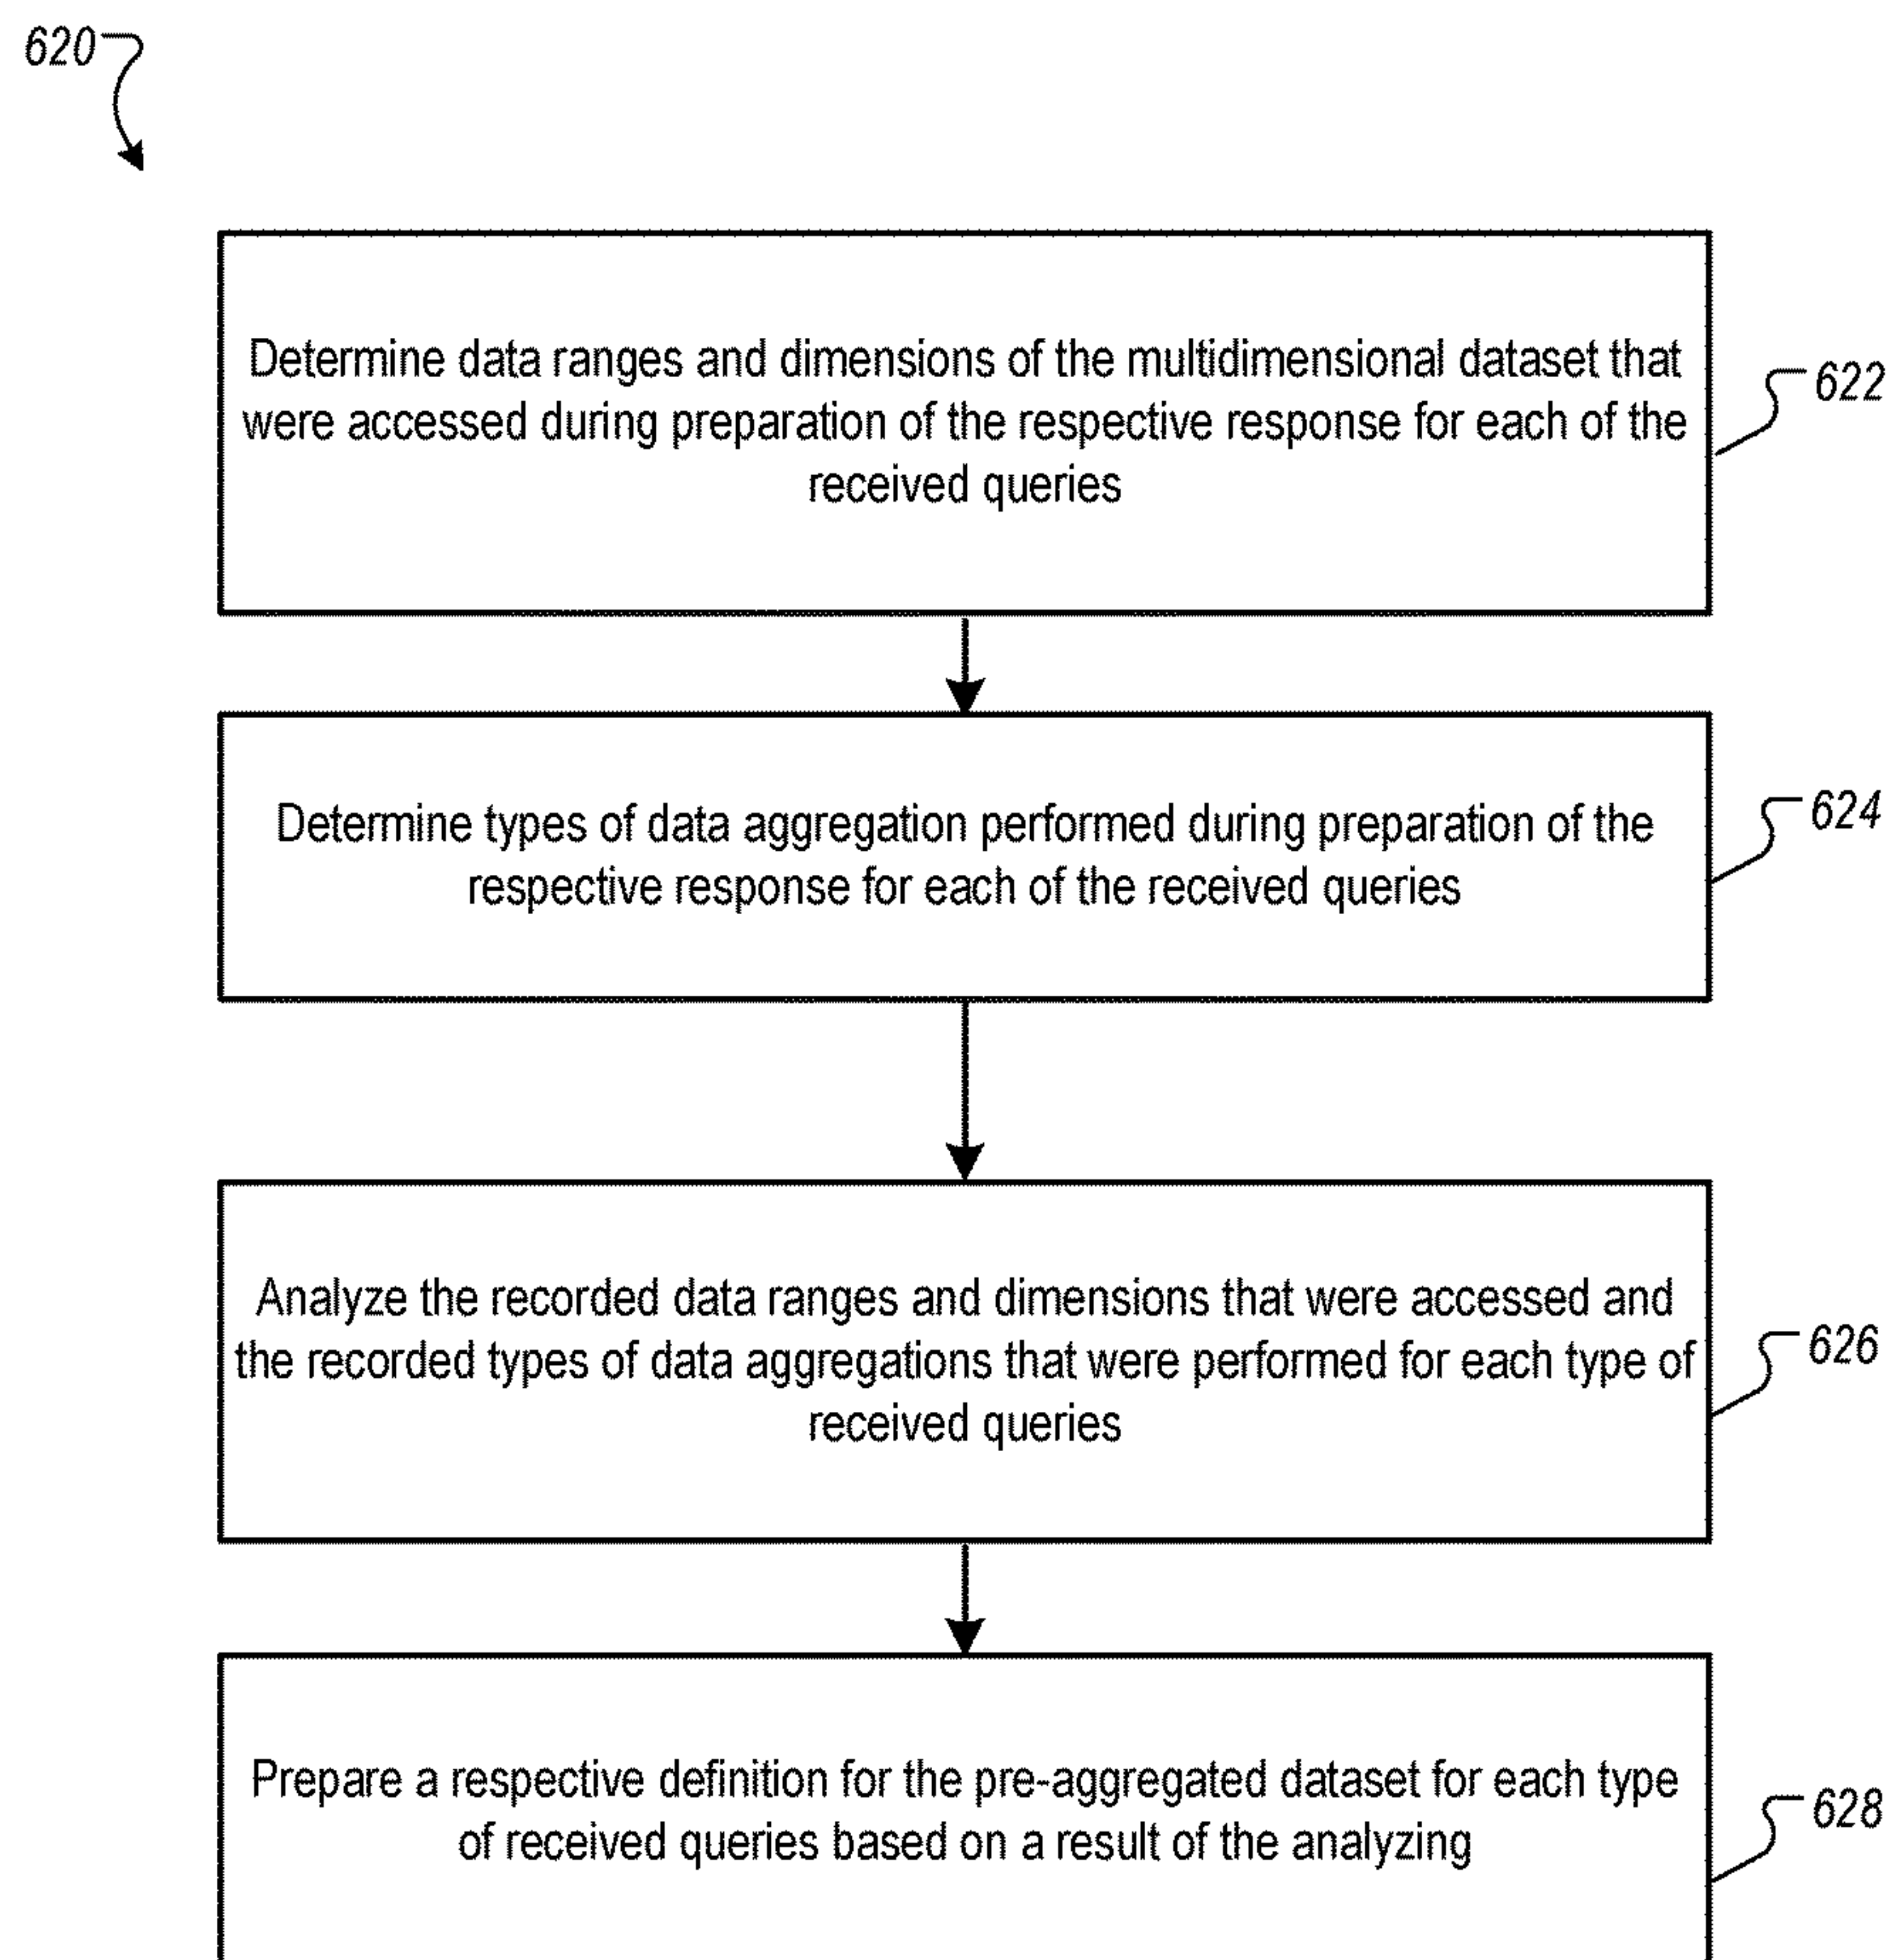 620
Determine data ranges and dimensions of the multidimensional dataset that
were accessed during preparation of the respective response for each of the
received queries
622
Determine types of data aggregation performed during preparation of the
respective response for each of the received queries
624
Analyze the recorded data ranges and dimensions that were accessed and
the recorded types of data aggregations that were performed for each type of
received queries
626
Prepare a respective definition for the pre-aggregated dataset for each type
of received queries based on a result of the analyzing
628